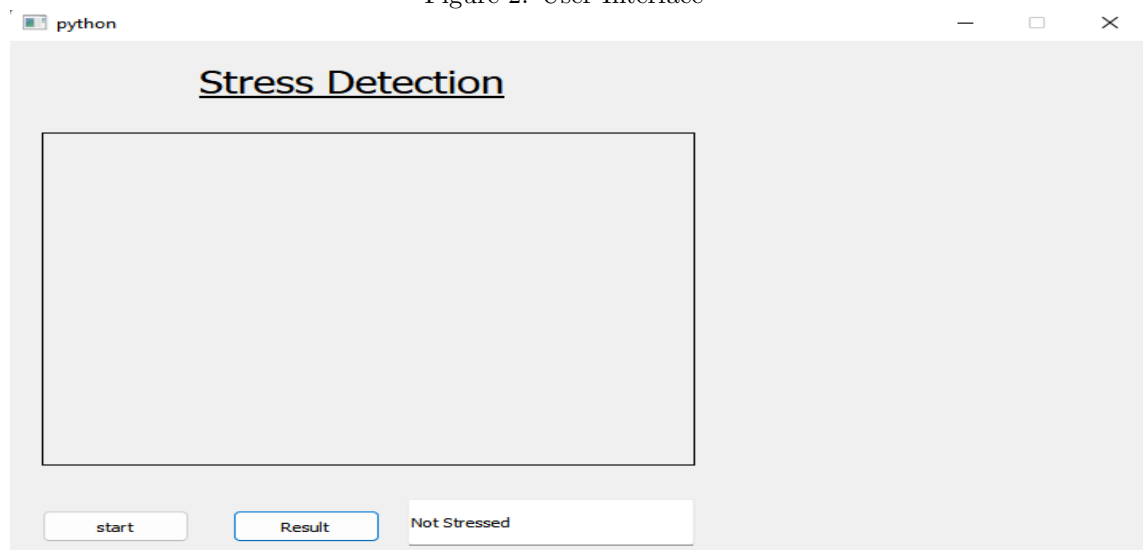 Figure 2: User Interface
python
Stress Detection
start
Result
Not Stressed